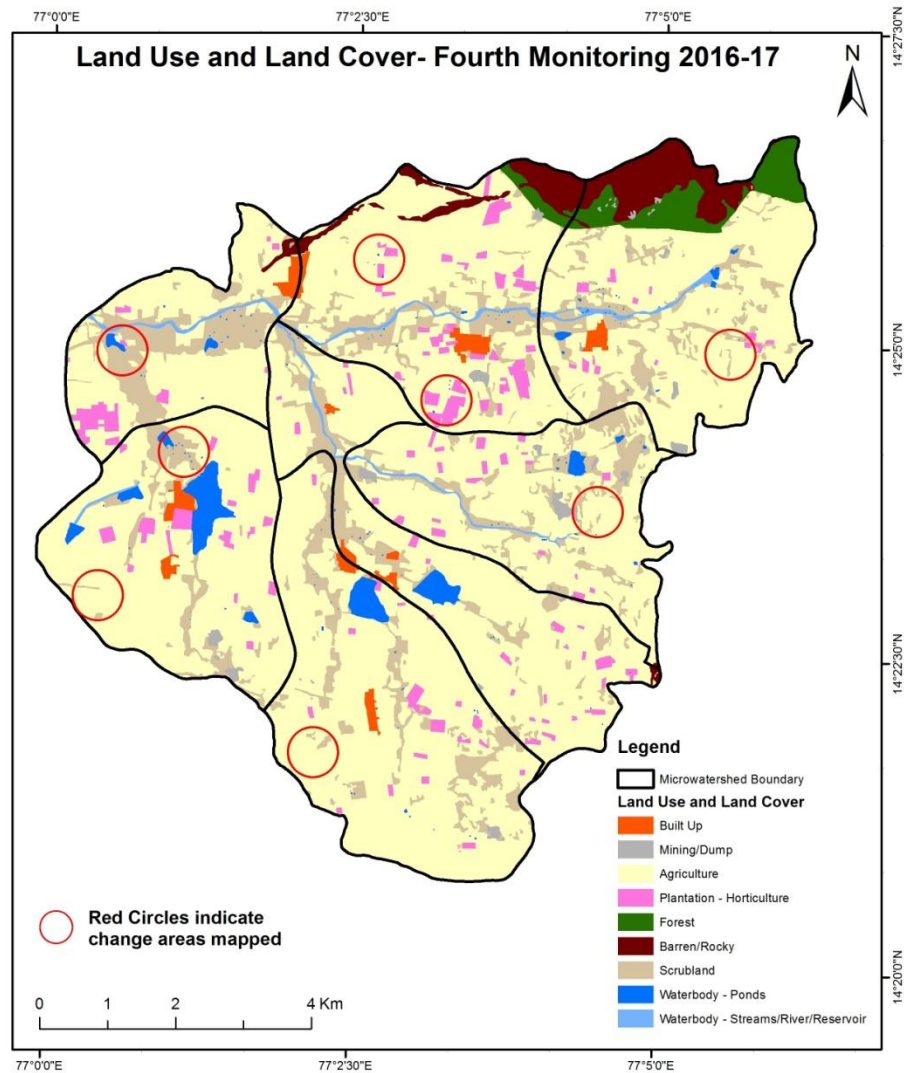 77°0'0"E 77°2'30"E 77°5'0"E
14°27'30"N
Land Use and Land Cover- Fourth Monitoring 2016-17
N
14°25'0"N
14°22'30"N
14°20'0"N
Legend
Microwatershed Boundary
Land Use and Land Cover
Built Up
Mining/Dump
Agriculture
Plantation - Horticulture
Forest
Barren/Rocky
Scrubland
Waterbody - Ponds
Waterbody - Streams/River/Reservoir
Red Circles indicate
change areas mapped
0 1 2 4 Km
77°0'0"E 77°2'30"E 77°5'0"E